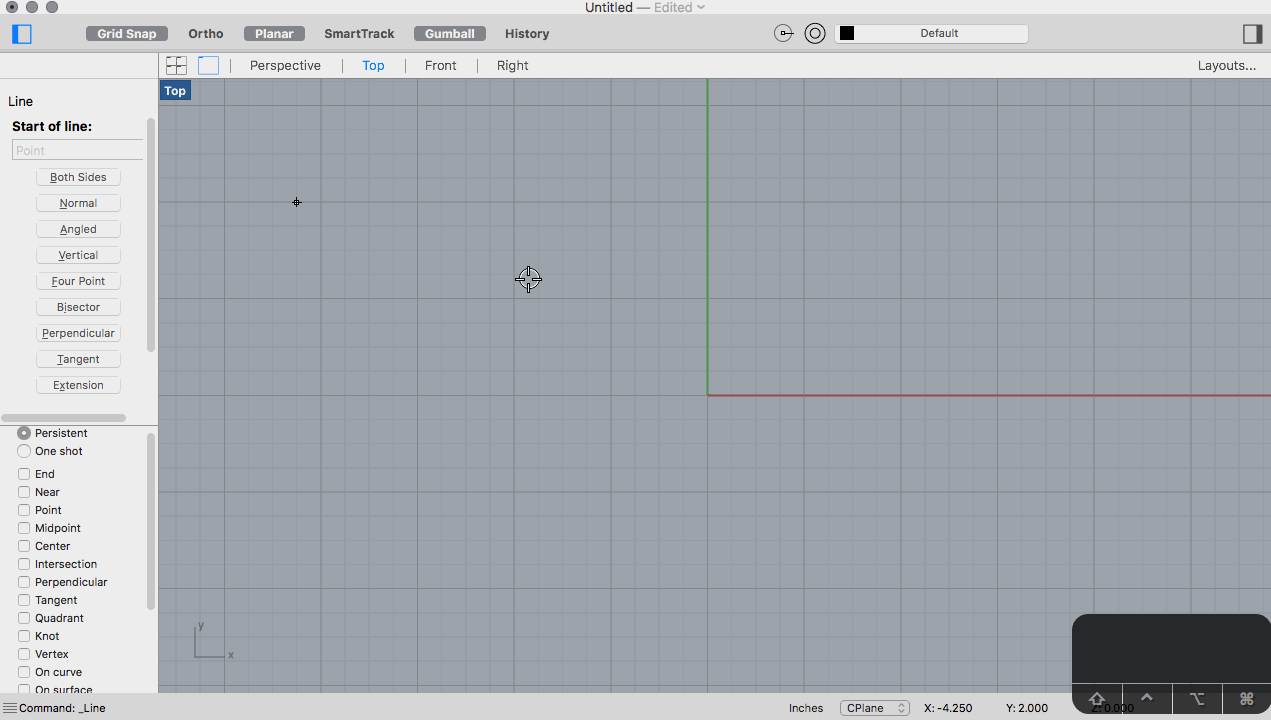 Untitled — Edited
Grid Snap Ortho Planar SmartTrack Gumball History Default
Perspective Top Front Right Layouts...
Top
Line
Start of line:
Point
Both Sides
Normal
Angled
Vertical
Four Point
Bisector
Perpendicular
Tangent
Extension
Persistent
One shot
End
Near
Point
Midpoint
Center
Intersection
Perpendicular
Tangent
Quadrant
Knot
Vertex
On curve
On surface
y
x
Command: _Line Inches CPlane X: -4.250 Y: 2.000 Z: 0.000